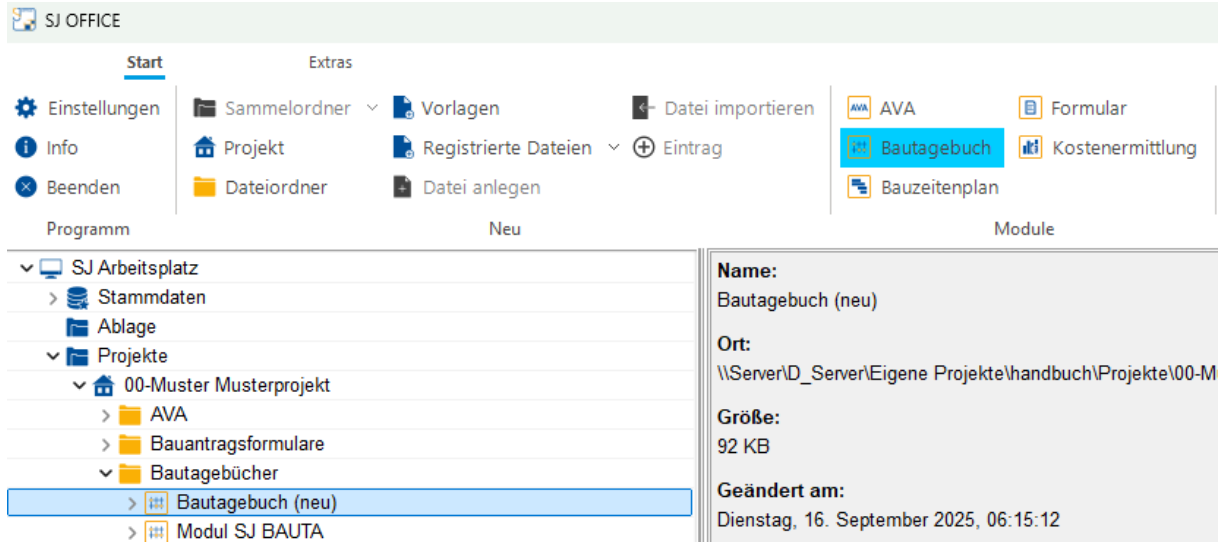 SJ OFFICE
Start Extras
Einstellungen Sammelordner Vorlagen Datei importieren AVA AVA Formular
Info Projekt Registrierte Dateien Eintrag Bautagebuch Kostenermittlung
Beenden Dateiordner Datei anlegen Bauzeitenplan
Programm Neu Module
SJ Arbeitsplatz
Stammdaten
Ablage
Projekte
00-Muster Musterprojekt
AVA
Bauantragsformulare
Bautagebücher
Bautagebuch (neu)
Modul SJ BAUTA
Name:
Bautagebuch (neu)
Ort:
\\Server\D_Server\Eigene Projekte\handbuch\Projekte\00-M
Größe:
92 KB
Geändert am:
Dienstag, 16. September 2025, 06:15:12